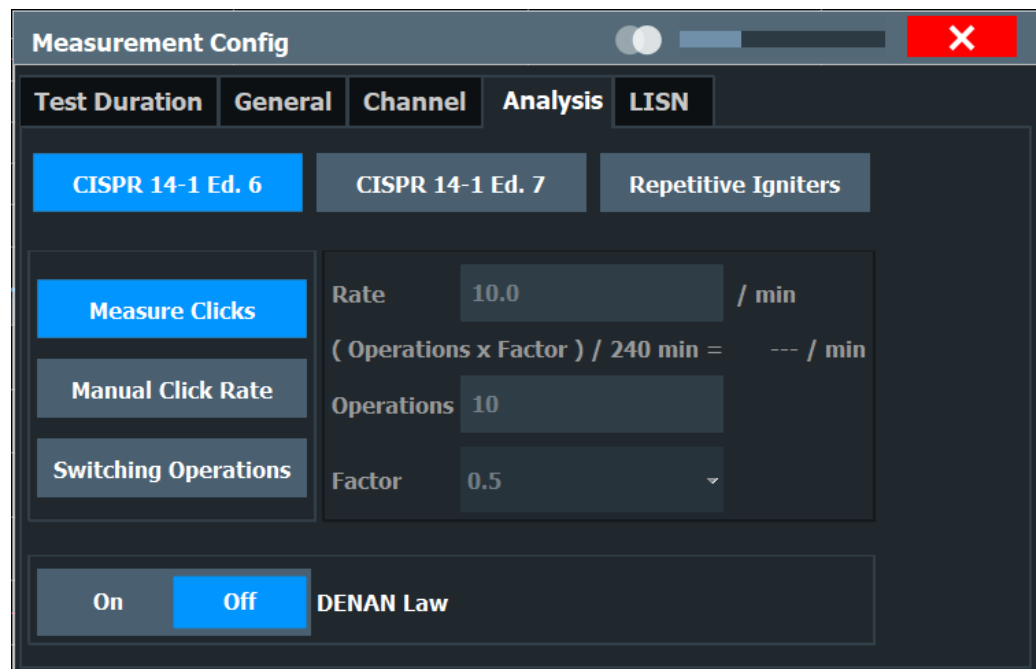 Measurement Config
Test Duration General Channel Analysis LISN
CISPR 14-1 Ed. 6 CISPR 14-1 Ed. 7 Repetitive Igniters
Measure Clicks
Manual Click Rate
Switching Operations
Rate 10.0 / min
( Operations x Factor ) / 240 min = --- / min
Operations 10
Factor 0.5
On Off DENAN Law